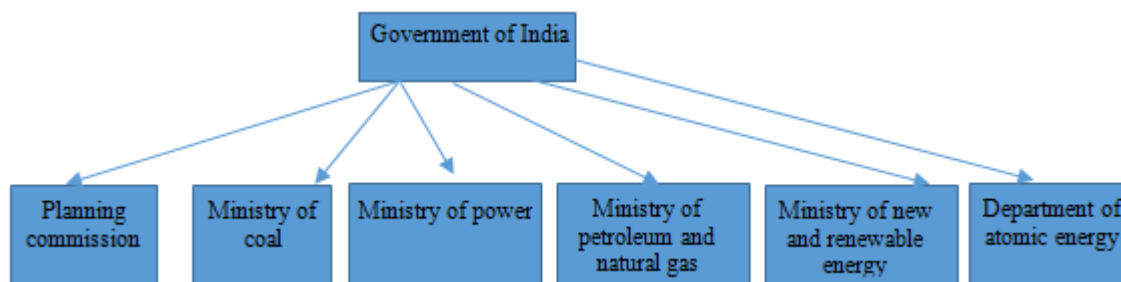 Government of India
Planning
commission
Ministry of
coal
Ministry of power
Ministry of
petroleum and
natural gas
Ministry of new
and renewable
energy
Department of
atomic energy